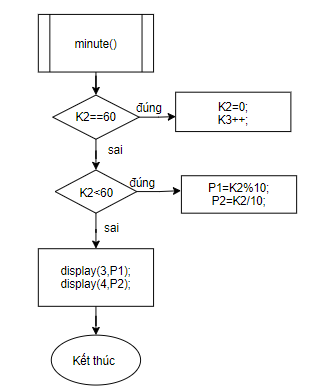 minute()
K2==60
đúng
K2=0;
K3++;
sai
K2<60
đúng
P1=K2%10;
P2=K2/10;
sai
display(3,P1);
display(4,P2);
Kết thúc